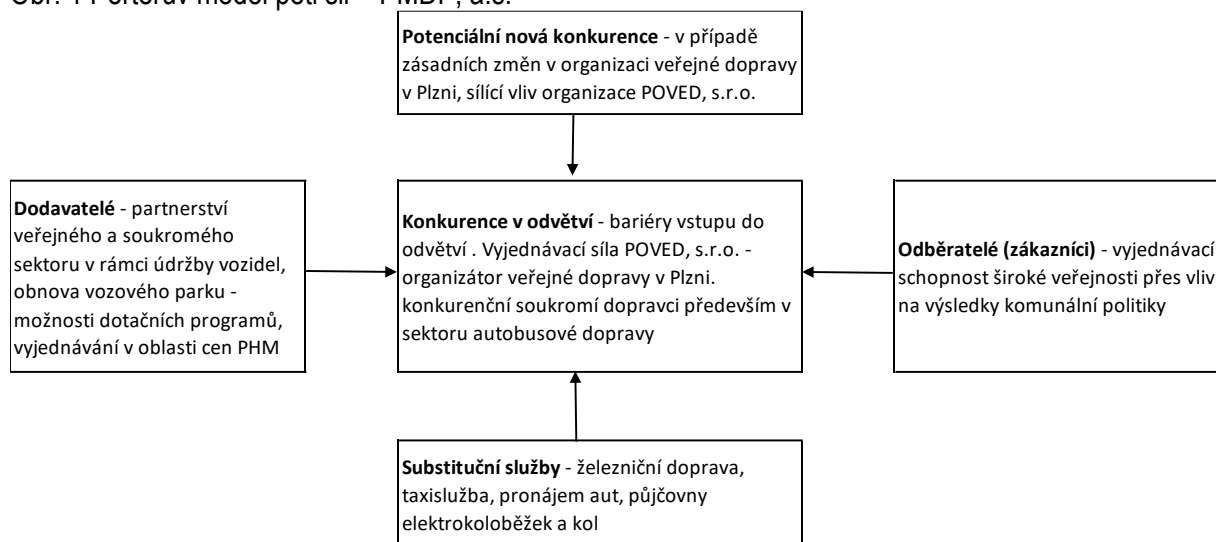 Potenciální nová konkurence - v případě
zásadních změn v organizaci veřejné dopravy
v Plzni, sílící vliv organizace POVED, s.r.o.
Dodavatelé - partnerství
veřejného a soukromého
sektoru v rámci údržby vozidel,
obnova vozového parku -
možnosti dotačních programů,
vyjednávání v oblasti cen PHM
Konkurence v odvětví - bariéry vstupu do
odvětví . Vyjednávací síla POVED, s.r.o. -
organizátor veřejné dopravy v Plzni.
konkurenční soukromí dopravci především v
sektoru autobusové dopravy
Odběratelé (zákazníci) - vyjednávací
schopnost široké veřejnosti přes vliv
na výsledky komunální politiky
Substituční služby - železniční doprava,
taxislužba, pronájem aut, půjčovny
elektrokoloběžek a kol